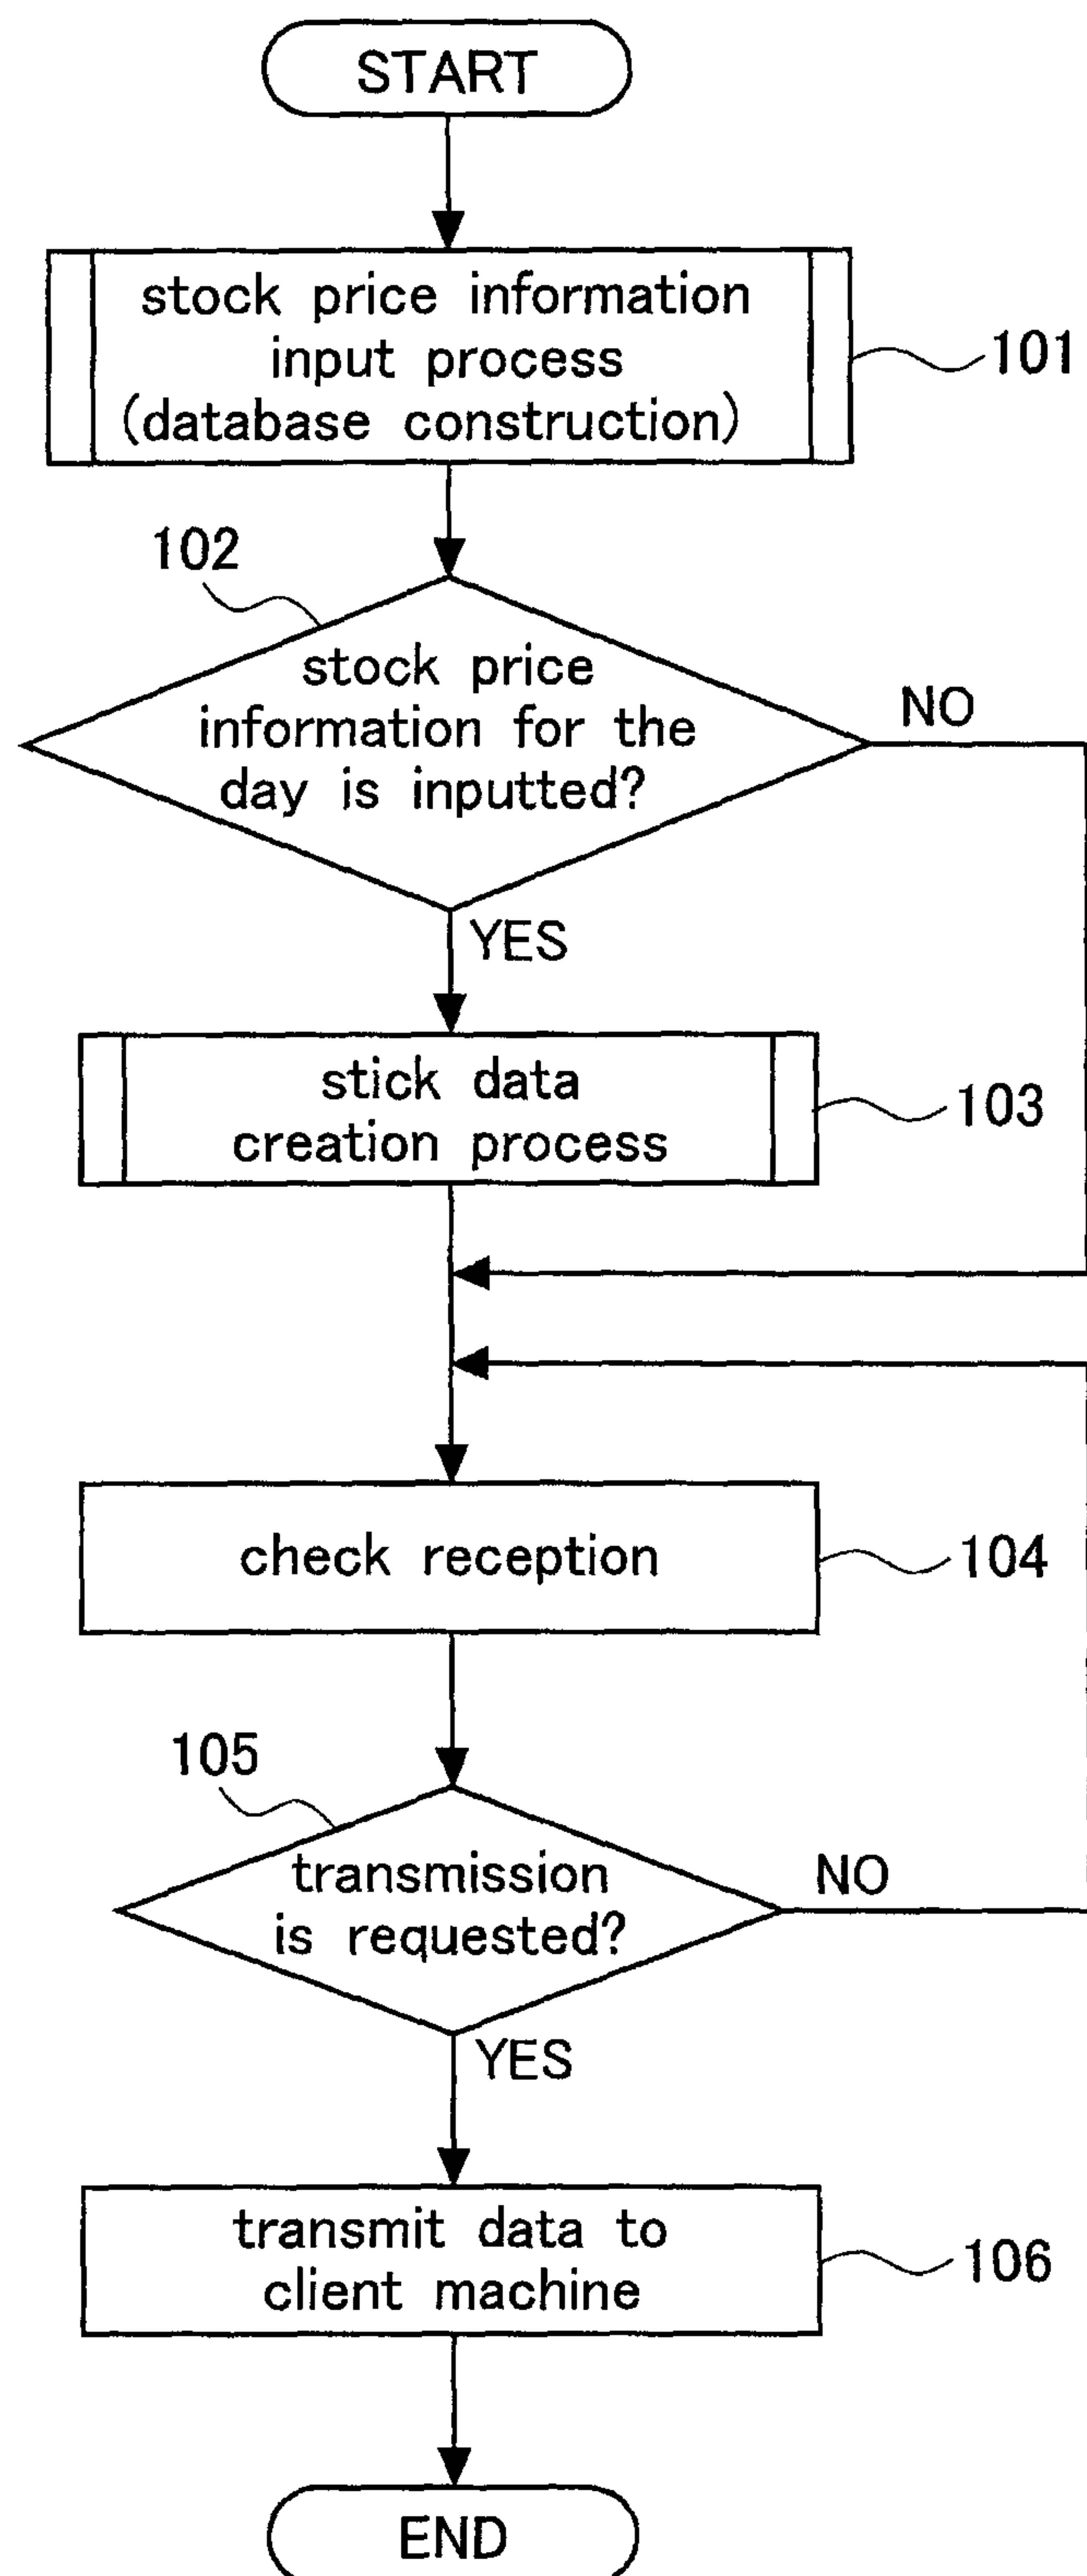 START
stock price information
input process
(database construction)
101
102
stock price
information for the
day is inputted?
NO
YES
stick data
creation process
103
check reception
104
105
transmission
is requested?
NO
YES
transmit data to
client machine
106
END